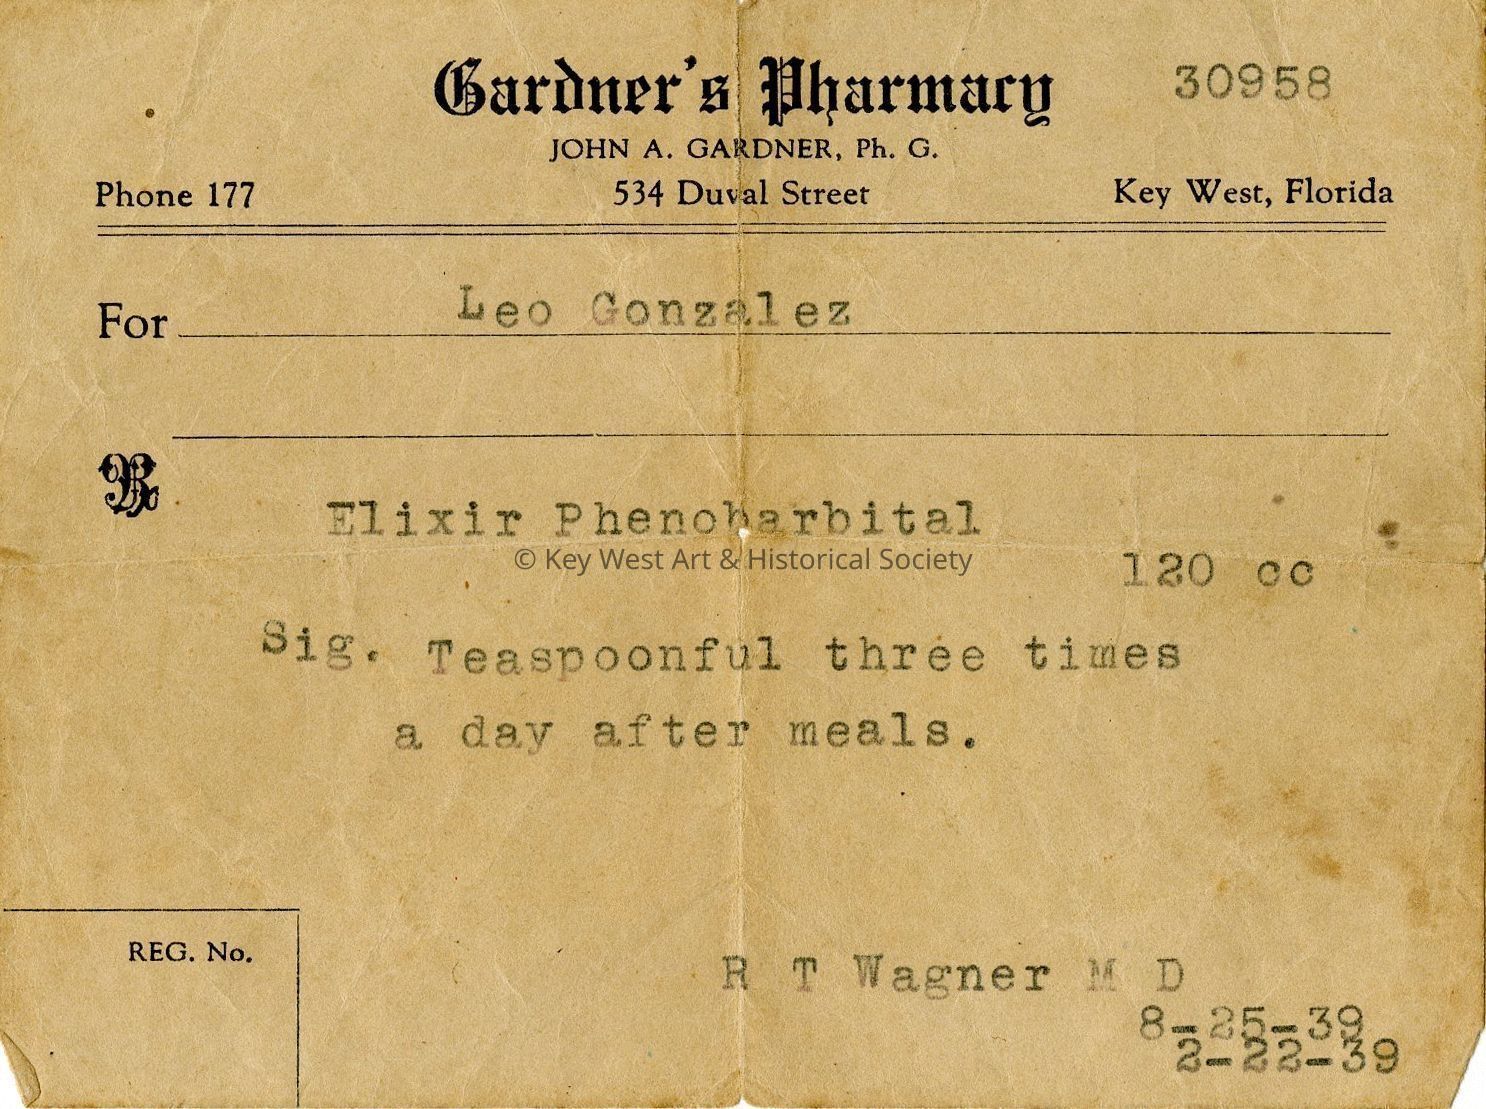 Gardner's Pharmacy 30958
JOHN A. GARDNER, Ph. G.
Phone 177 534 Duval Street Key West, Florida
For Leo Gonzalez
℞
Elixir Phenobarbital
© Key West Art & Historical Society
120 cc
Sig. Teaspoonful three times
a day after meals.
REG. No.
R T Wagner M D
8-25-39
2-22-39